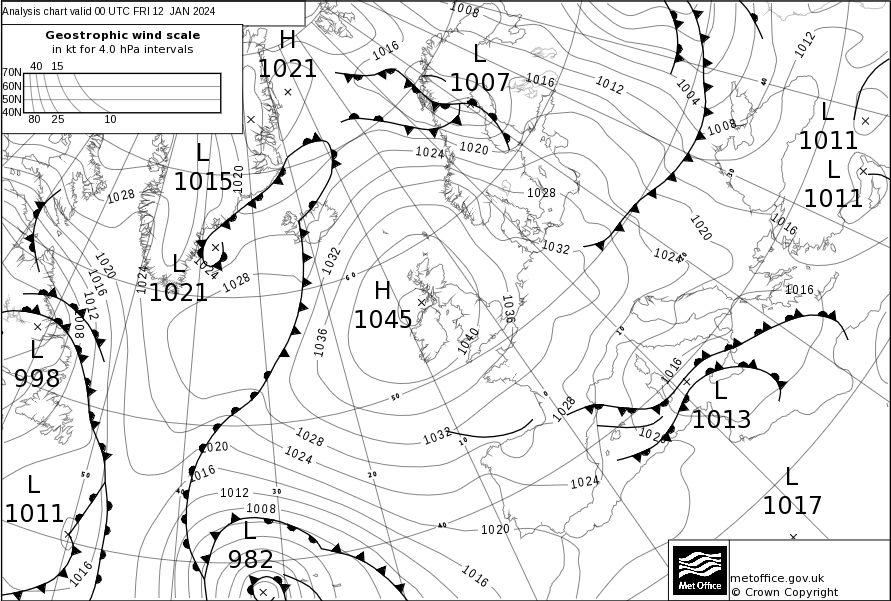 Analysis chart valid 00 UTC FRI 12 JAN 2024
Geostrophic wind scale
in kt for 4.0 hPa intervals
40 15
70N
60N
50N
40N
80 25 10
1008
H
1021
1016
L
1007
1016
1012
1004
1008
40
1012
L
1011
L
1015
1020
1024
1020
30
L
1011
1028
1028
1016
1020
1032
1024
30
L
1021
1024
1028
1032
60
1020
1016
1012
1008
1024
H
1045
1036
1036
1040
10
1016
L
998
1016
50
0
1028
L
1013
1032
10
1028
1024
1020
1016
20
50
L
1011
40
30
1012
1008
1024
L
1017
40
1020
L
982
1016
1016
Met Office
metoffice.gov.uk
© Crown Copyright